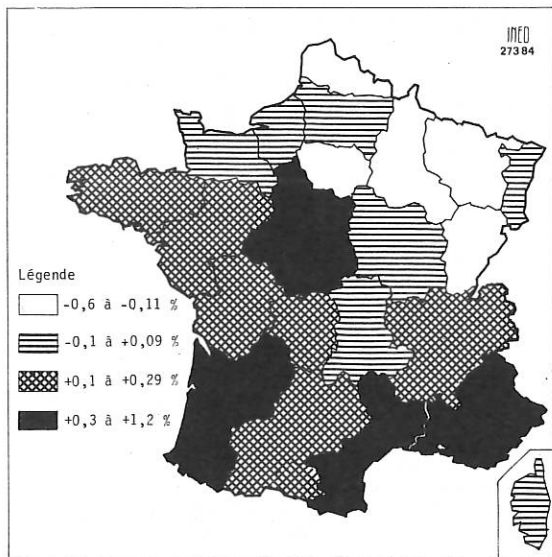 INED
27384
Légende
-0,6 à -0,11 %
-0,1 à +0,09 %
+0,1 à +0,29 %
+0,3 à +1,2 %